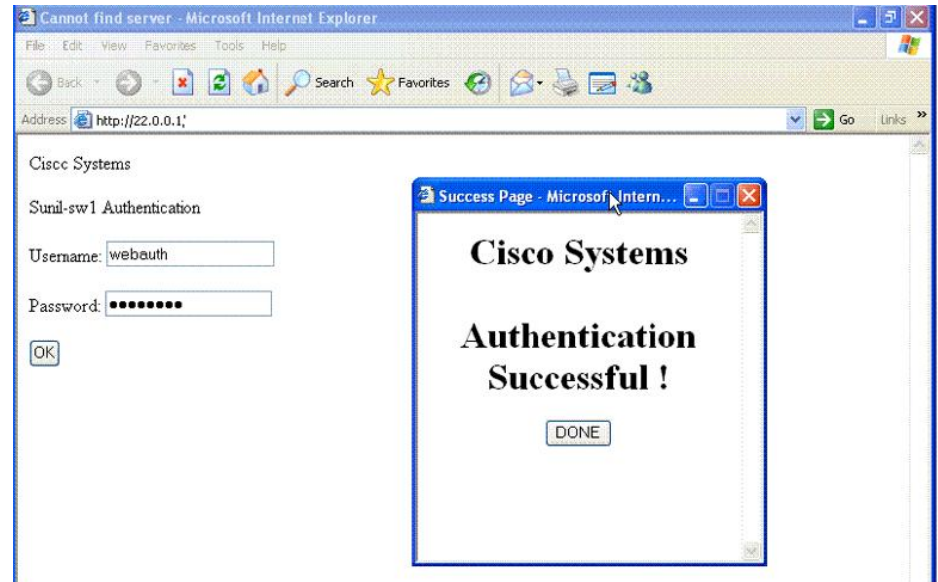 Cannot find server - Microsoft Internet Explorer
File Edit View Favorites Tools Help
Back Search Favorites
Address http://22.0.0.1,' Go Links »
Ciscc Systems
Sunil-sw1 Authentication
Username: webauth
Password: ●●●●●●●●
OK
Success Page - Microsoft Intern...
Cisco Systems
Authentication
Successful !
DONE